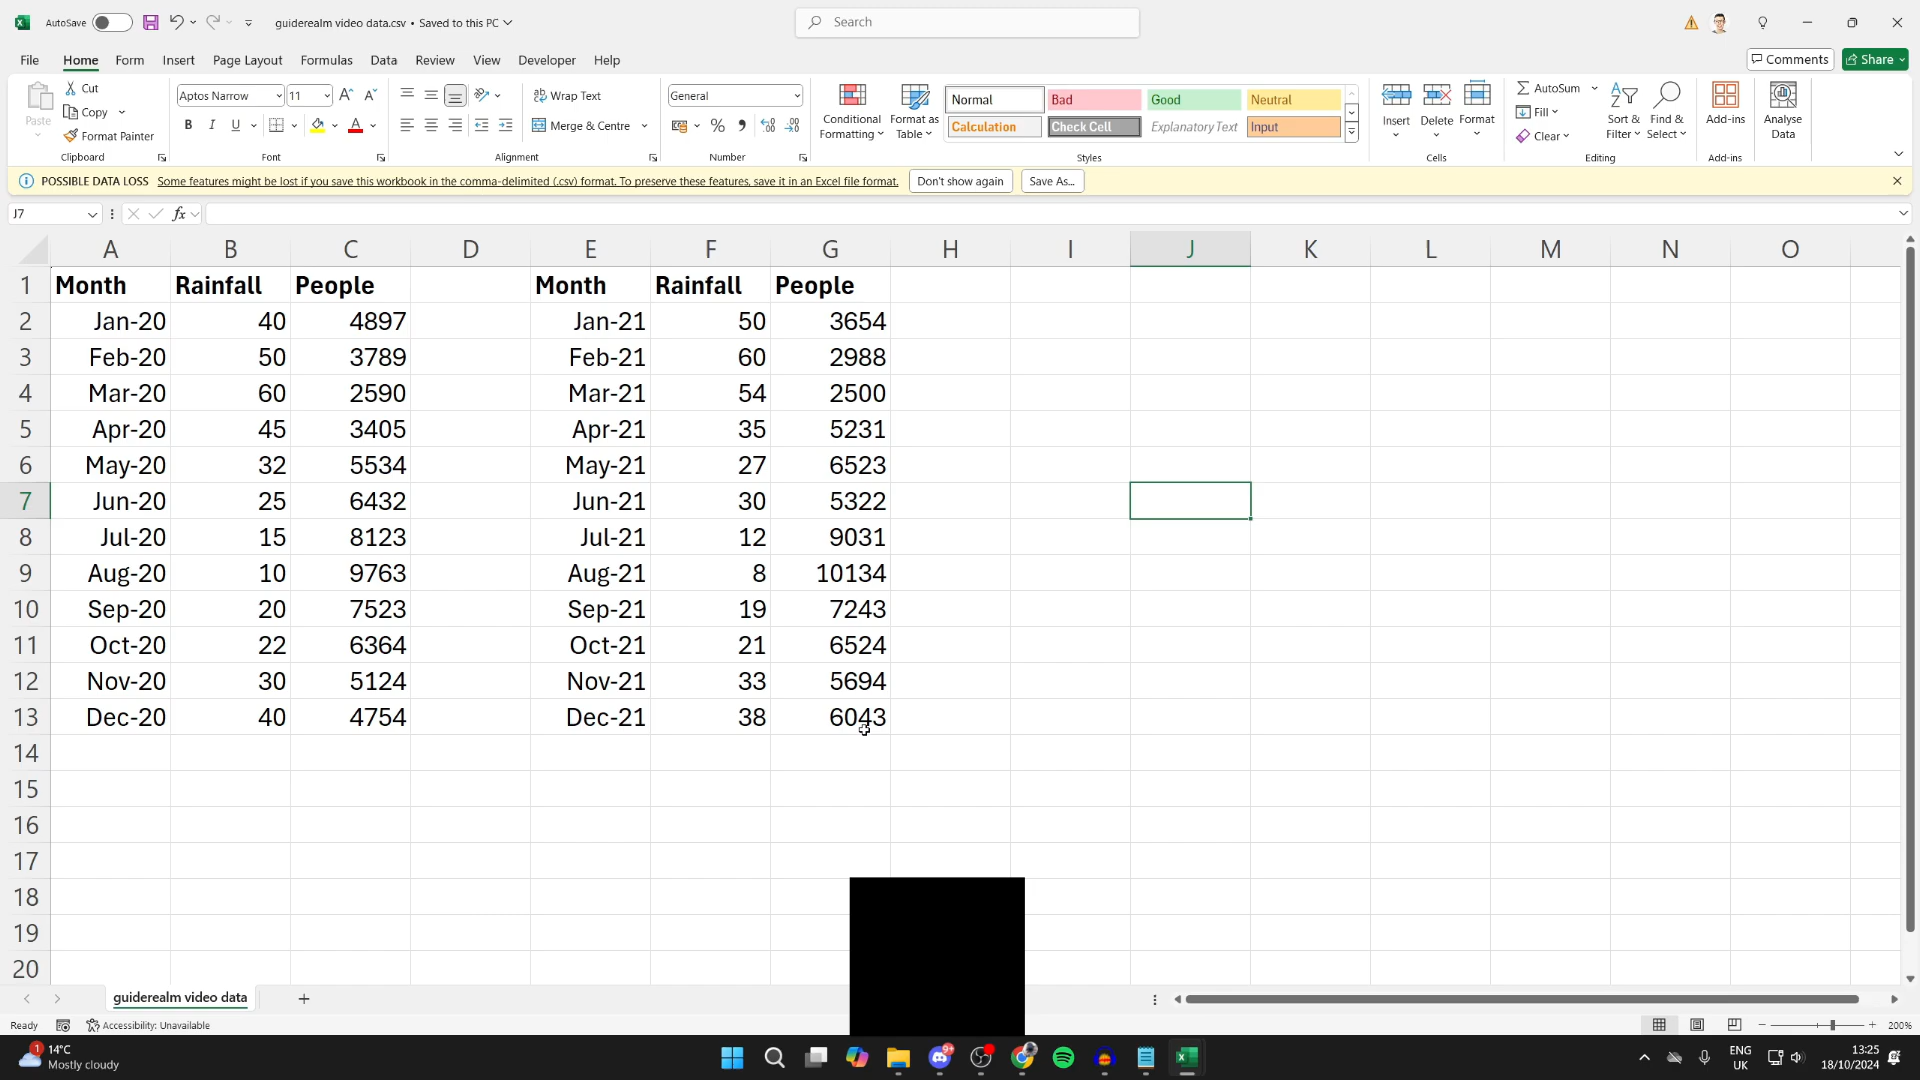 AutoSave guiderealm video data.csv • Saved to this PC Search
File Home Form Insert Page Layout Formulas Data Review View Developer Help Comments Share
Paste Cut Copy Format Painter Clipboard
Aptos Narrow 11 B I U A Font
Wrap Text Merge & Centre Alignment
General % Number
Conditional Formatting Format as Table Normal Bad Good Neutral Calculation Check Cell Explanatory Text Input Styles
Insert Delete Format Cells
AutoSum Fill Clear Sort & Filter Find & Select Editing
Add-ins Add-ins
Analyse Data
POSSIBLE DATA LOSS Some features might be lost if you save this workbook in the comma-delimited (.csv) format. To preserve these features, save it in an Excel file format. Don't show again Save As...
J7 fx
A B C D E F G H I J K L M N O
1 Month Rainfall People Month Rainfall People
2 Jan-20 40 4897 Jan-21 50 3654
3 Feb-20 50 3789 Feb-21 60 2988
4 Mar-20 60 2590 Mar-21 54 2500
5 Apr-20 45 3405 Apr-21 35 5231
6 May-20 32 5534 May-21 27 6523
7 Jun-20 25 6432 Jun-21 30 5322
8 Jul-20 15 8123 Jul-21 12 9031
9 Aug-20 10 9763 Aug-21 8 10134
10 Sep-20 20 7523 Sep-21 19 7243
11 Oct-20 22 6364 Oct-21 21 6524
12 Nov-20 30 5124 Nov-21 33 5694
13 Dec-20 40 4754 Dec-21 38 6043
14
15
16
17
18
19
20
guiderealm video data
Ready Accessibility: Unavailable 200%
1 14°C Mostly cloudy 9+ ENG UK 13:25 18/10/2024